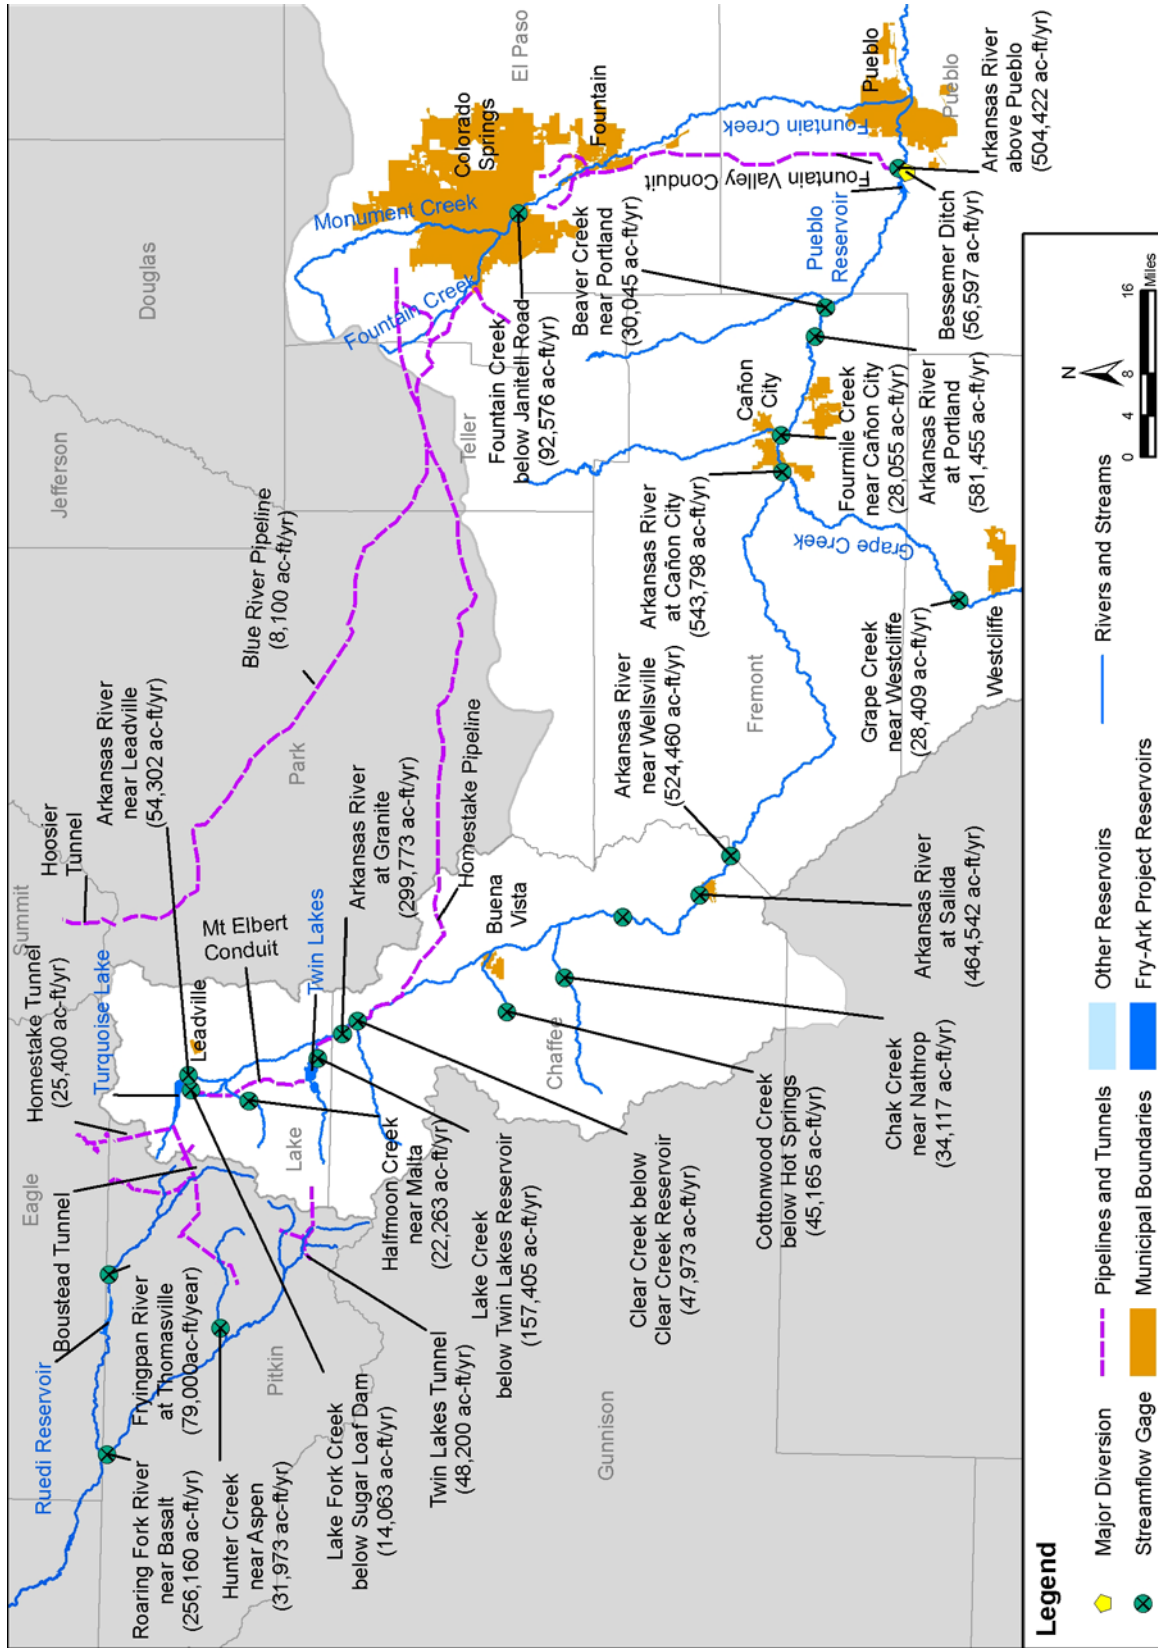 Ruedi Reservoir
Boustead Tunnel
Eagle
Homestake Tunnel
(25,400 ac-ft/yr)
Turquoise Lake
Summit
Hoosier
Tunnel
Leadville
Arkansas River
near Leadville
(54,302 ac-ft/yr)
Jefferson
Douglas
Roaring Fork River
near Basalt
(256,160 ac-ft/yr)
Fryingpan River
at Thomasville
(79,000ac-ft/year)
Hunter Creek
near Aspen
(31,973 ac-ft/yr)
Pitkin
Lake
Mt Elbert
Conduit
Twin Lakes
Park
Blue River Pipeline
(8,100 ac-ft/yr)
Lake Fork Creek
below Sugar Loaf Dam
(14,063 ac-ft/yr)
Halfmoon Creek
near Malta
(22,263 ac-ft/yr)
Arkansas River
at Granite
(299,773 ac-ft/yr)
Homestake Pipeline
Teller
Fountain Creek
Monument Creek
Colorado
Springs
El Paso
Twin Lakes Tunnel
(48,200 ac-ft/yr)
Lake Creek
below Twin Lakes Reservoir
(157,405 ac-ft/yr)
Buena
Vista
Fountain Creek
below Janitell Road
(92,576 ac-ft/yr)
Fountain
Gunnison
Chaffee
Clear Creek below
Clear Creek Reservoir
(47,973 ac-ft/yr)
Arkansas River
near Wellsville
(524,460 ac-ft/yr)
Arkansas River
at Cañon City
(543,798 ac-ft/yr)
Beaver Creek
near Portland
(30,045 ac-ft/yr)
Fountain Valley Conduit
Fountain Creek
Cottonwood Creek
below Hot Springs
(45,165 ac-ft/yr)
Fremont
Cañon
City
Pueblo
Reservoir
Pueblo
Pueblo
Chak Creek
near Nathrop
(34,117 ac-ft/yr)
Arkansas River
at Salida
(464,542 ac-ft/yr)
Grape Creek
near Westcliffe
(28,409 ac-ft/yr)
Grape Creek
Fourmile Creek
near Cañon City
(28,055 ac-ft/yr)
Arkansas River
at Portland
(581,455 ac-ft/yr)
Bessemer Ditch
(56,597 ac-ft/yr)
Arkansas River
above Pueblo
(504,422 ac-ft/yr)
Westcliffe
Legend
Major Diversion
Streamflow Gage
Pipelines and Tunnels
Municipal Boundaries
Other Reservoirs
Fry-Ark Project Reservoirs
Rivers and Streams
N
0 4 8 16
Miles